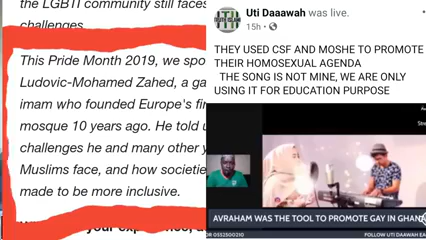 the LGBTI community still faces
challenges.
This Pride Month 2019, we spo
Ludovic-Mohamed Zahed, a ga
imam who founded Europe's fir
mosque 10 years ago. He told u
challenges he and many other y
Muslims face, and how societie
made to be more inclusive.
Uti Daaawah was live.
15h
THEY USED CSF AND MOSHE TO PROMOTE
THEIR HOMOSEXUAL AGENDA
THE SONG IS NOT MINE, WE ARE ONLY
USING IT FOR EDUCATION PURPOSE
Stre
AVRAHAM WAS THE TOOL TO PROMOTE GAY IN GHAN
OR 0552500210
FOLLOW UTI DAAWAH EA